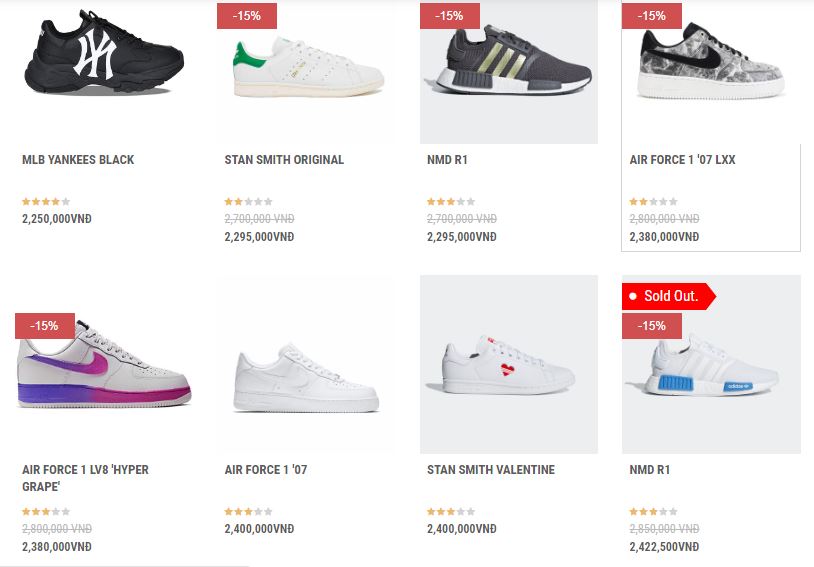 -15%
-15%
-15%
MLB YANKEES BLACK
STAN SMITH ORIGINAL
NMD R1
AIR FORCE 1 '07 LXX
2,250,000VNĐ
2,700,000 VNĐ
2,295,000VNĐ
2,700,000 VNĐ
2,295,000VNĐ
2,800,000 VNĐ
2,380,000VNĐ
Sold Out.
-15%
-15%
adidas
AIR FORCE 1 LV8 'HYPER
GRAPE'
AIR FORCE 1 '07
STAN SMITH VALENTINE
NMD R1
2,800,000 VNĐ
2,380,000VNĐ
2,400,000VNĐ
2,400,000VNĐ
2,850,000 VNĐ
2,422,500VNĐ